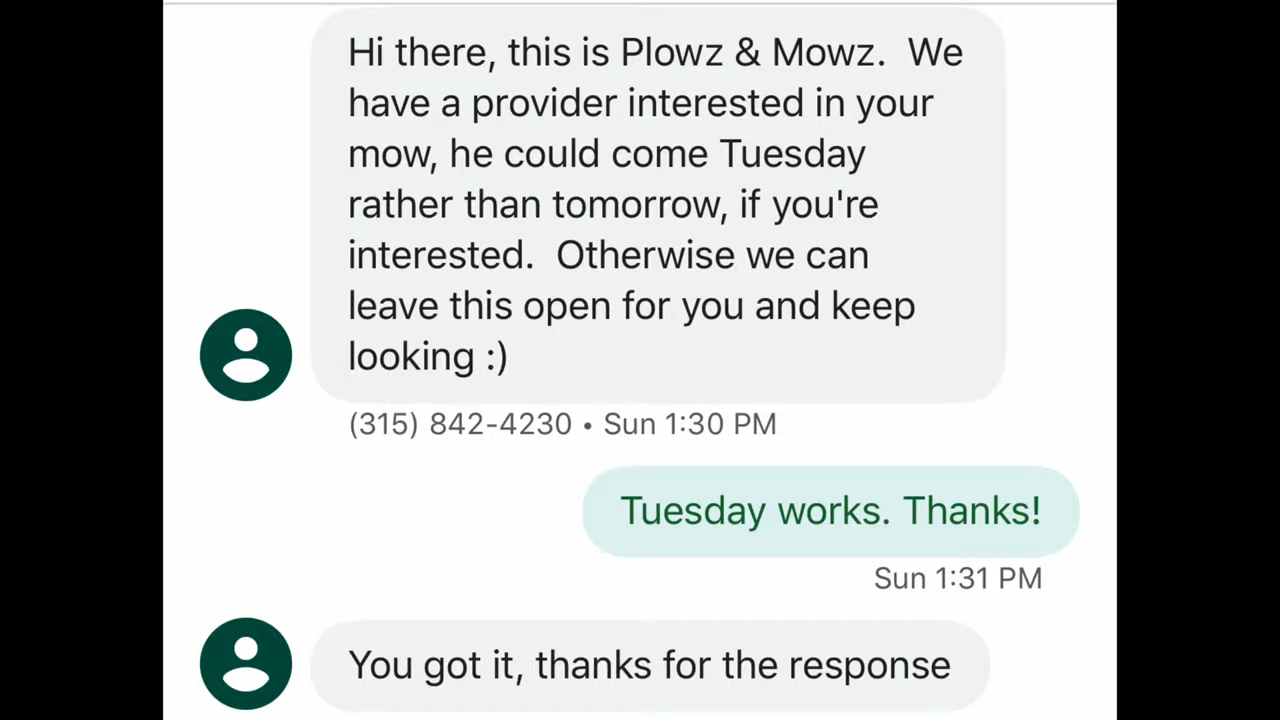 Hi there, this is Plowz & Mowz.  We
have a provider interested in your
mow, he could come Tuesday
rather than tomorrow, if you're
interested.  Otherwise we can
leave this open for you and keep
looking :)
(315) 842-4230 • Sun 1:30 PM
Tuesday works. Thanks!
Sun 1:31 PM
You got it, thanks for the response